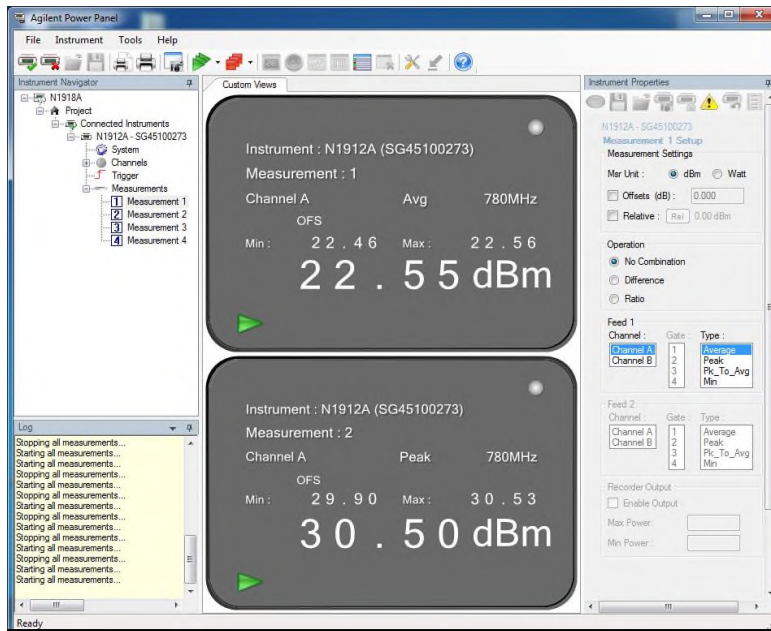 Agilent Power Panel
File Instrument Tools Help
Instrument Navigator
N1918A
Project
Connected Instruments
N1912A - SG45100273
System
Channels
Trigger
Measurements
1 Measurement 1
2 Measurement 2
3 Measurement 3
4 Measurement 4
Log
Stopping all measurements...
Starting all measurements...
Stopping all measurements...
Stopping all measurements...
Starting all measurements...
Starting all measurements...
Stopping all measurements...
Stopping all measurements...
Starting all measurements...
Stopping all measurements...
Starting all measurements...
Stopping all measurements...
Starting all measurements...
Starting all measurements...
Ready
Custom Views
Instrument : N1912A (SG45100273)
Measurement : 1
Channel A Avg 780MHz
OFS
Min : 22.46 Max : 22.56
22.55 dBm
Instrument : N1912A (SG45100273)
Measurement : 2
Channel A Peak 780MHz
OFS
Min : 29.90 Max : 30.53
30.50 dBm
Instrument Properties
N1912A - SG45100273
Measurement 1 Setup
Measurement Settings
Msr Unit : dBm Watt
Offsets (dB) : 0.000
Relative : Rel 0.00 dBm
Operation
No Combination
Difference
Ratio
Feed 1
Channel : Gate : Type :
Channel A 1 Average
Channel B 2 Peak
3 Pk_To_Avg
4 Min
Feed 2
Channel : Gate : Type :
Channel A 1 Average
Channel B 2 Peak
3 Pk_To_Avg
4 Min
Recorder Output
Enable Output
Max Power:
Min Power :